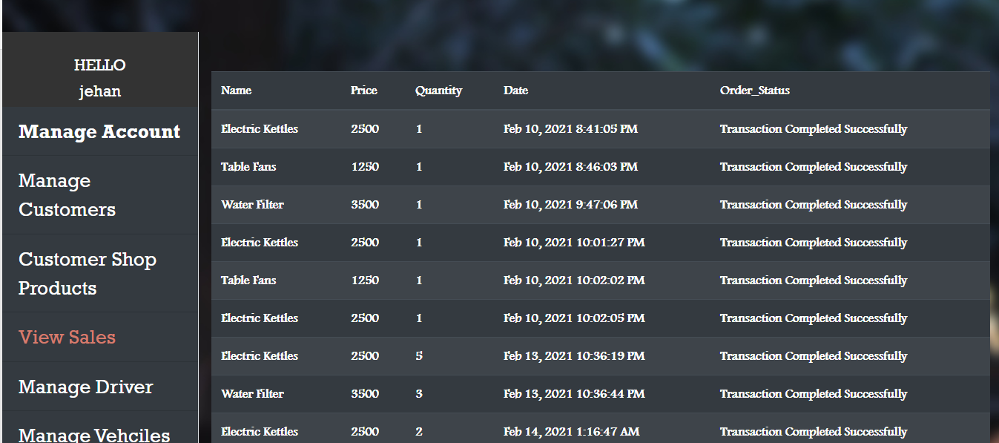 HELLO
jehan
Manage Account
Manage
Customers
Customer Shop
Products
View Sales
Manage Driver
Manage Vehciles
Name Price Quantity Date Order_Status
Electric Kettles 2500 1 Feb 10, 2021 8:41:05 PM Transaction Completed Successfully
Table Fans 1250 1 Feb 10, 2021 8:46:03 PM Transaction Completed Successfully
Water Filter 3500 1 Feb 10, 2021 9:47:06 PM Transaction Completed Successfully
Electric Kettles 2500 1 Feb 10, 2021 10:01:27 PM Transaction Completed Successfully
Table Fans 1250 1 Feb 10, 2021 10:02:02 PM Transaction Completed Successfully
Electric Kettles 2500 1 Feb 10, 2021 10:02:05 PM Transaction Completed Successfully
Electric Kettles 2500 5 Feb 13, 2021 10:36:19 PM Transaction Completed Successfully
Water Filter 3500 3 Feb 13, 2021 10:36:44 PM Transaction Completed Successfully
Electric Kettles 2500 2 Feb 14, 2021 1:16:47 AM Transaction Completed Successfully